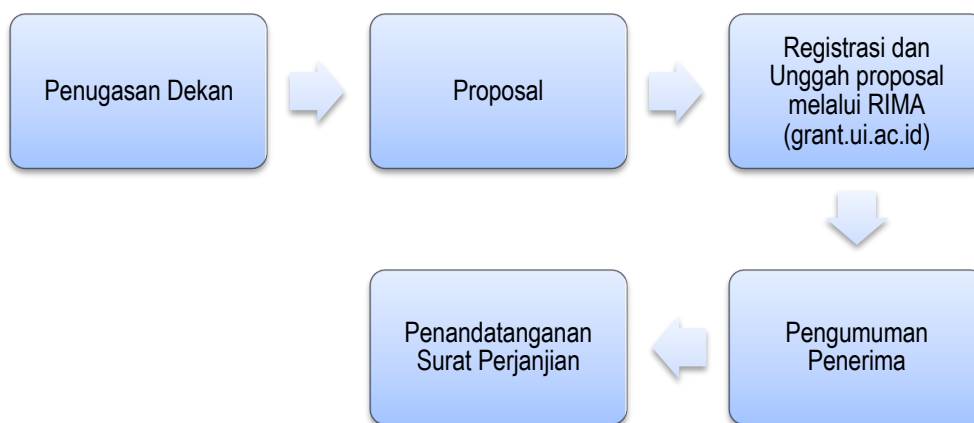 Penugasan Dekan
Proposal
Registrasi dan
Unggah proposal
melalui RIMA
(grant.ui.ac.id)
Pengumuman
Penerima
Penandatanganan
Surat Perjanjian